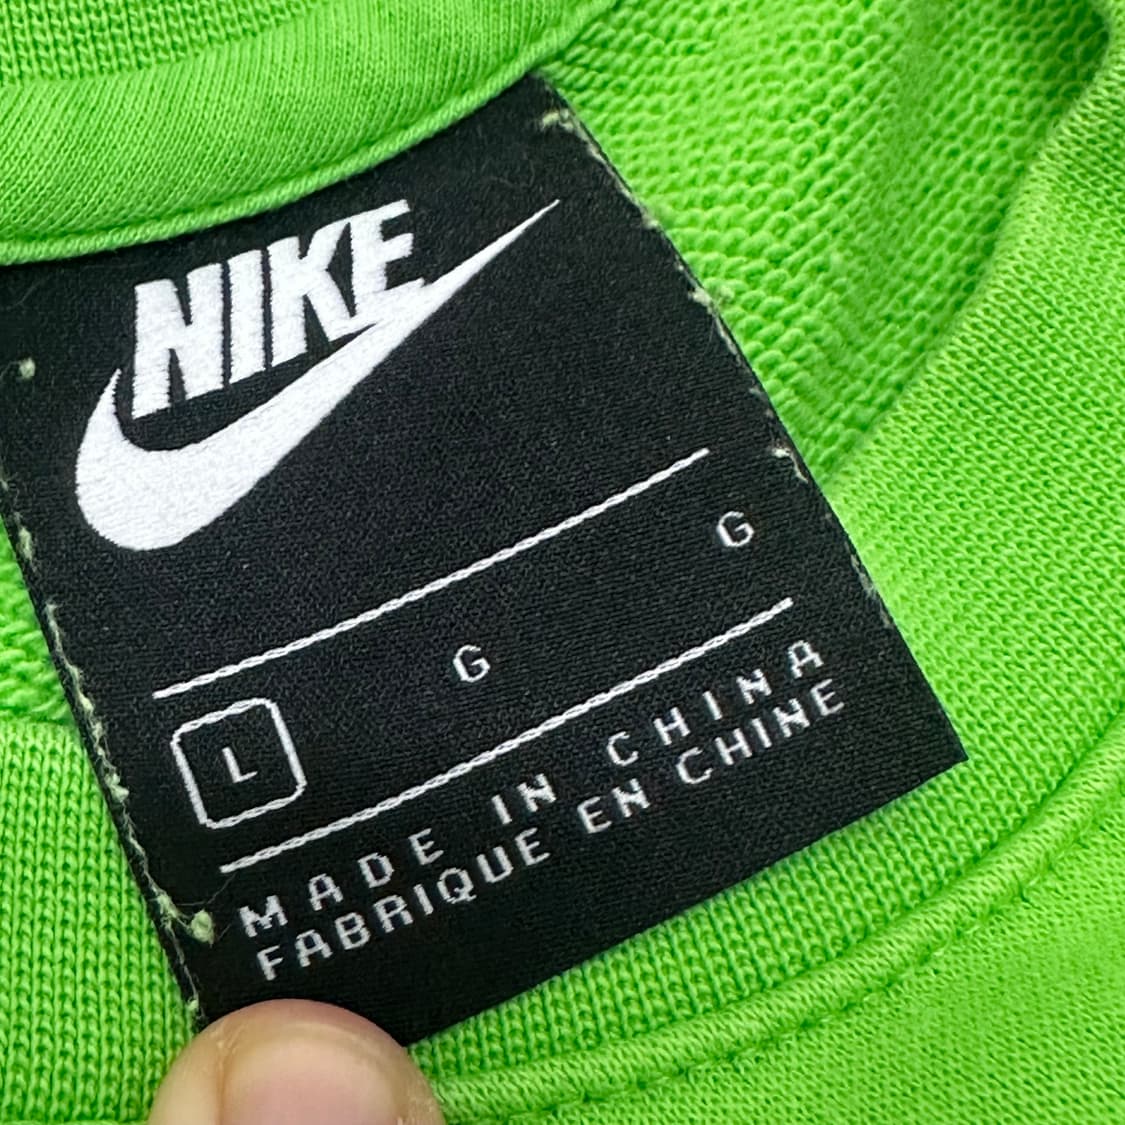 NIKE
L G G
MADE IN CHINA
FABRIQUE EN CHINE